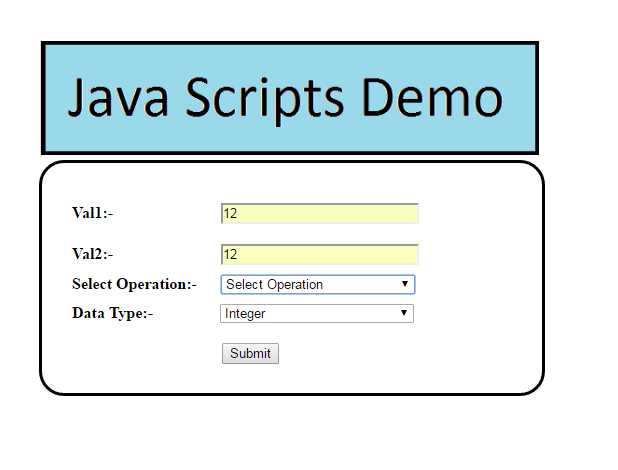 Java Scripts Demo
Val1:- 12
Val2:- 12
Select Operation:- Select Operation
Data Type:- Integer
Submit